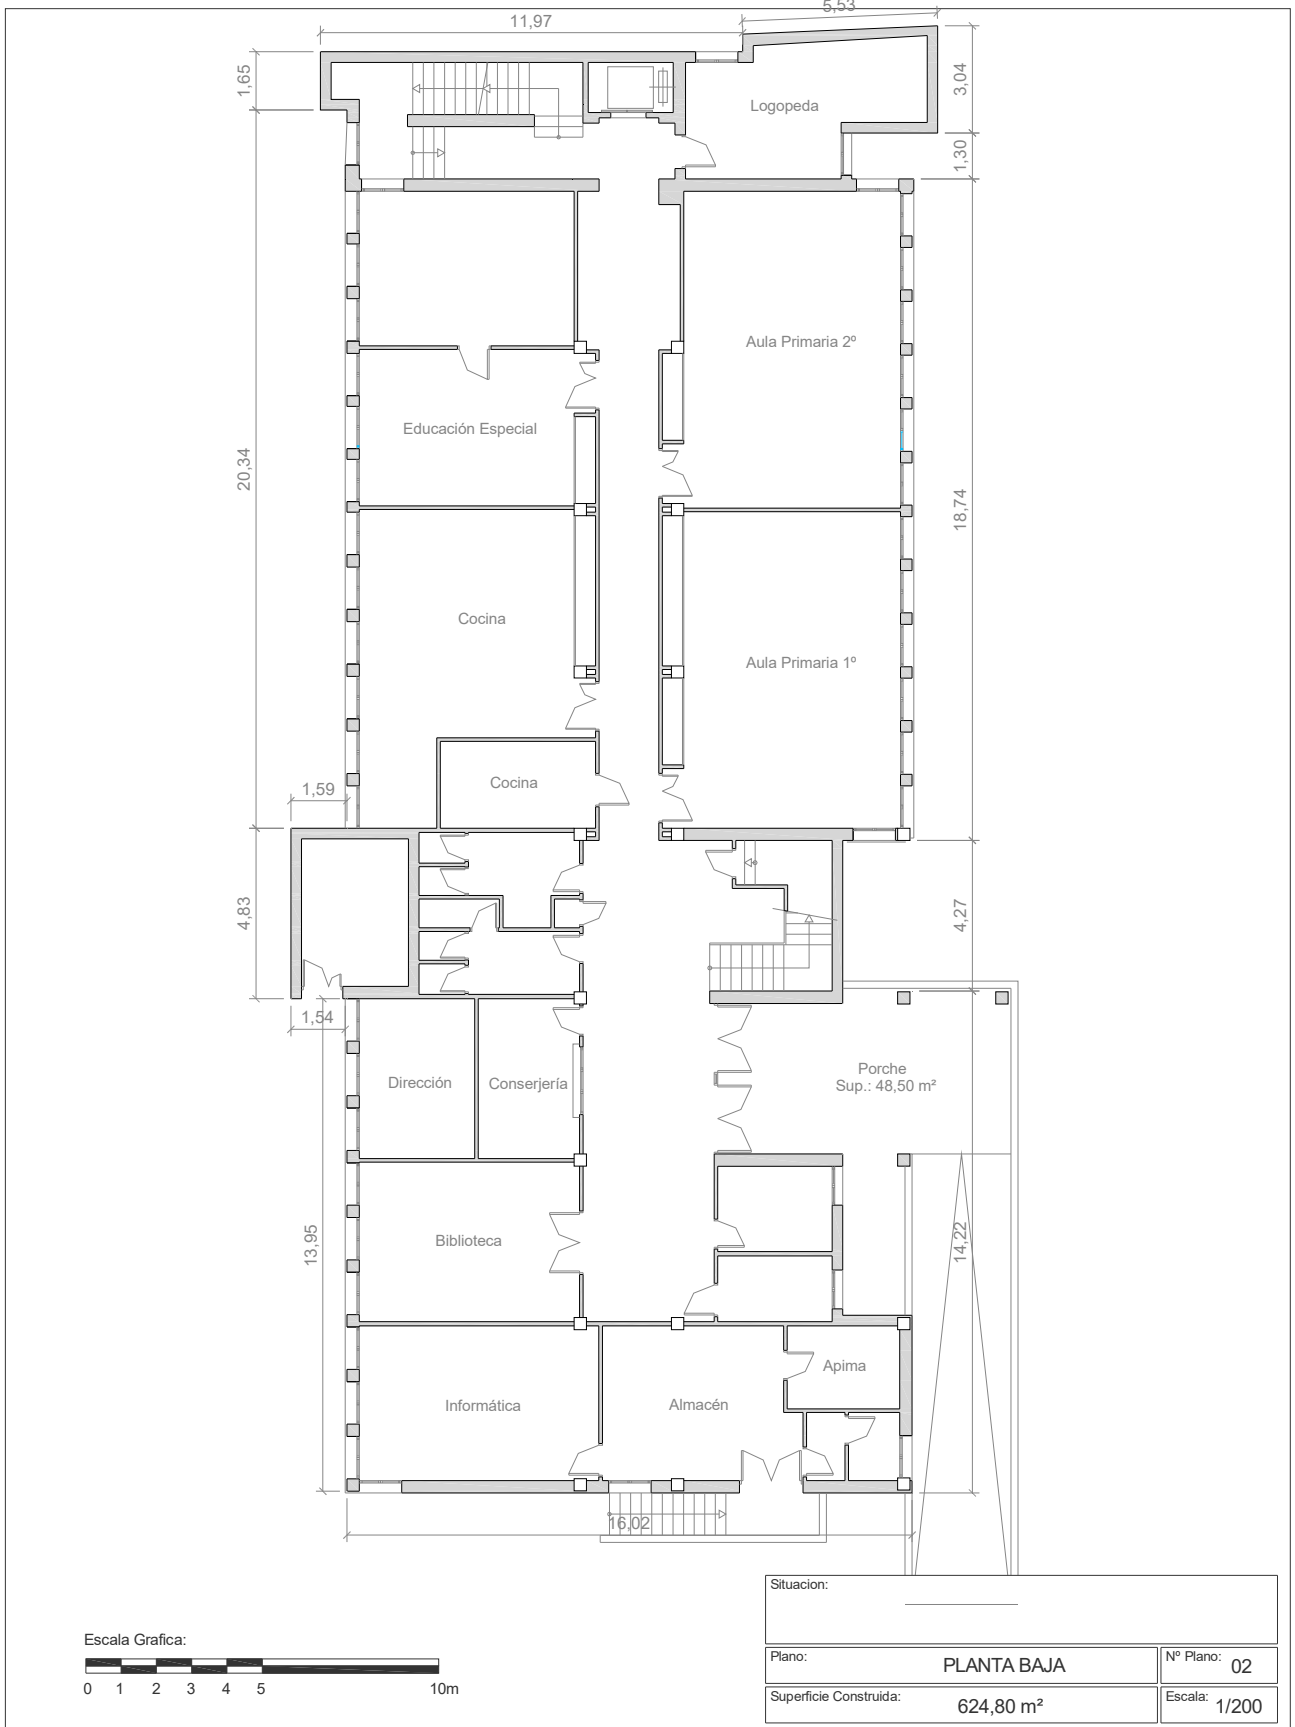 5,53
11,97
1,65
3,04
Logopeda
1,30
Aula Primaria 2º
Educación Especial
20,34
18,74
Cocina
Aula Primaria 1º
Cocina
1,59
4,83
4,27
1,54
Dirección
Conserjería
Porche
Sup.: 48,50 m²
13,95
Biblioteca
14,22
Apima
Informática
Almacén
16,02
Situacion:
Escala Grafica:
0 1 2 3 4 5 10m
Plano: PLANTA BAJA
Nº Plano: 02
Superficie Construida: 624,80 m²
Escala: 1/200